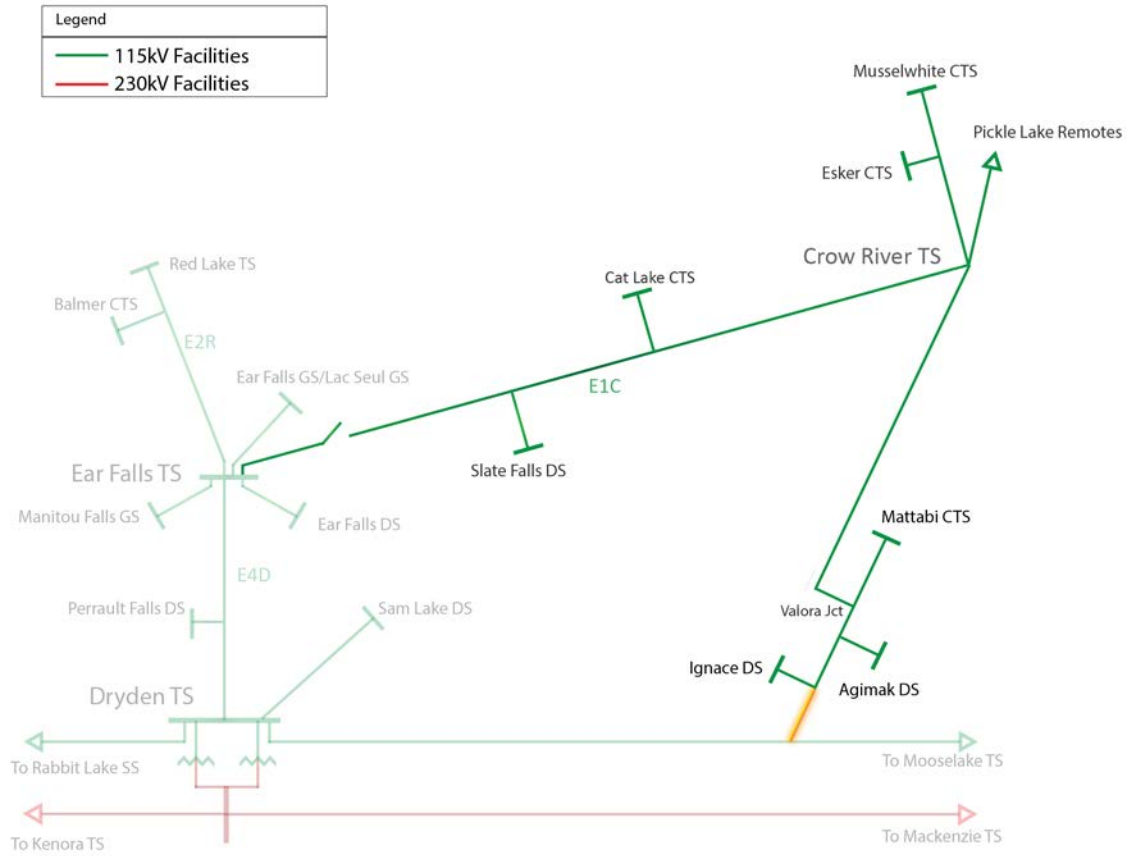 Legend
115kV Facilities
230kV Facilities
Musselwhite CTS
Pickle Lake Remotes
Esker CTS
Crow River TS
Red Lake TS
Cat Lake CTS
Balmer CTS
E2R
Ear Falls GS/Lac Seul GS
E1C
Ear Falls TS
Slate Falls DS
Manitou Falls GS
Ear Falls DS
Mattabi CTS
E4D
Perrault Falls DS
Sam Lake DS
Valora Jct
Ignace DS
Agimak DS
Dryden TS
To Rabbit Lake SS
To Mooselake TS
To Kenora TS
To Mackenzie TS